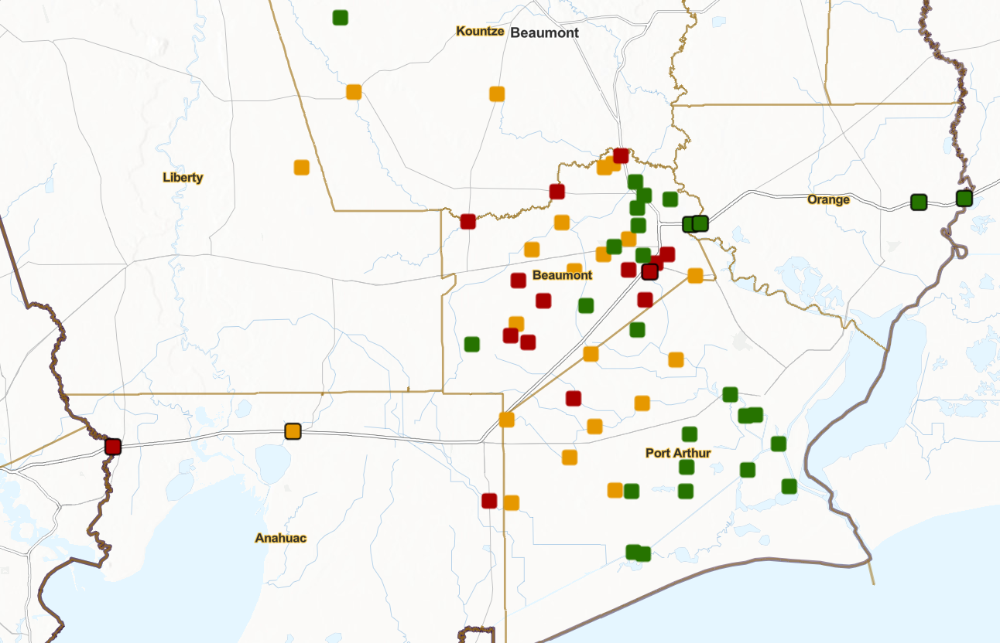 Kountze
Beaumont
Liberty
Orange
Beaumont
Port Arthur
Anahuac